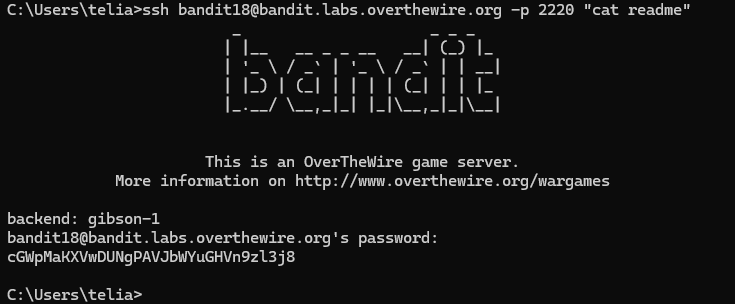 C:\Users\telia>ssh bandit18@bandit.labs.overthewire.org -p 2220 "cat readme"
bandit
This is an OverTheWire game server.
More information on http://www.overthewire.org/wargames
backend: gibson-1
bandit18@bandit.labs.overthewire.org's password:
cGWpMaKXVwDUNgPAVJbWYuGHVn9zl3j8
C:\Users\telia>